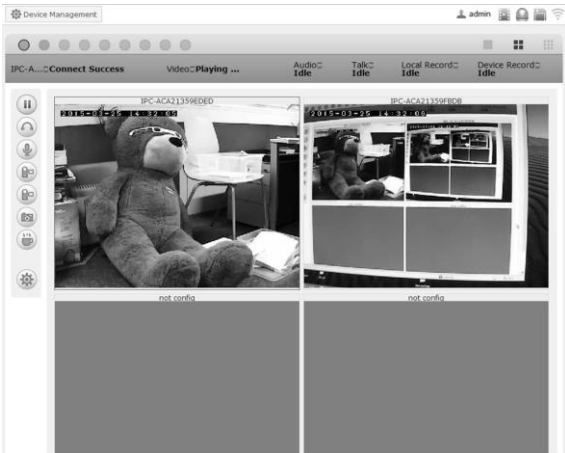 Device Management
admin
IPC-A...:Connect Success
Video:Playing ...
Audio:
Idle
Talk:
Idle
Local Record:
Idle
Device Record:
Idle
IPC-ACA21359EDED
IPC-ACA21359FBDB
2015-03-25 14:32:05
2015-03-25 14:32:06
not config
not config